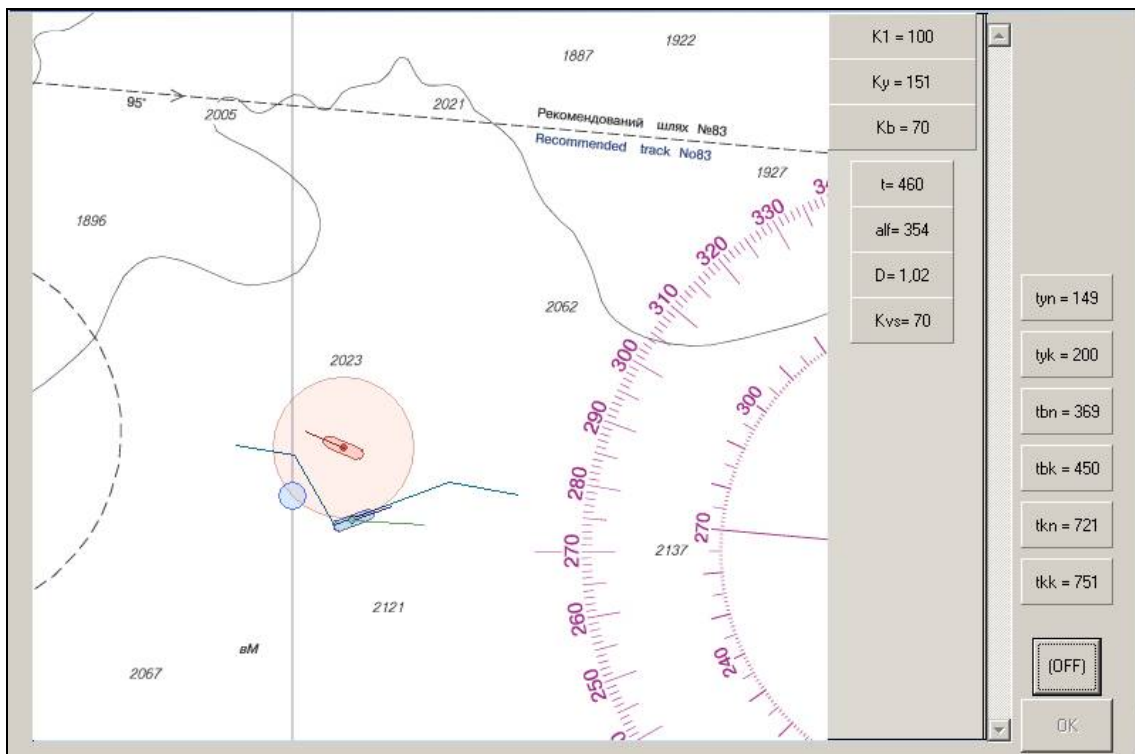 1922
1887
95°
2005
2021
Рекомендований шлях №83
Recommended track No83
1927
1896
2062
2023
340
330
320
310
300
290
280
270
260
250
300
270
240
2137
2121
вМ
2067
K1 = 100
Ky = 151
Kb = 70
t= 460
alf= 354
D= 1,02
Kvs= 70
tyn = 149
tyk = 200
tbn = 369
tbk = 450
tkn = 721
tkk = 751
(OFF)
OK